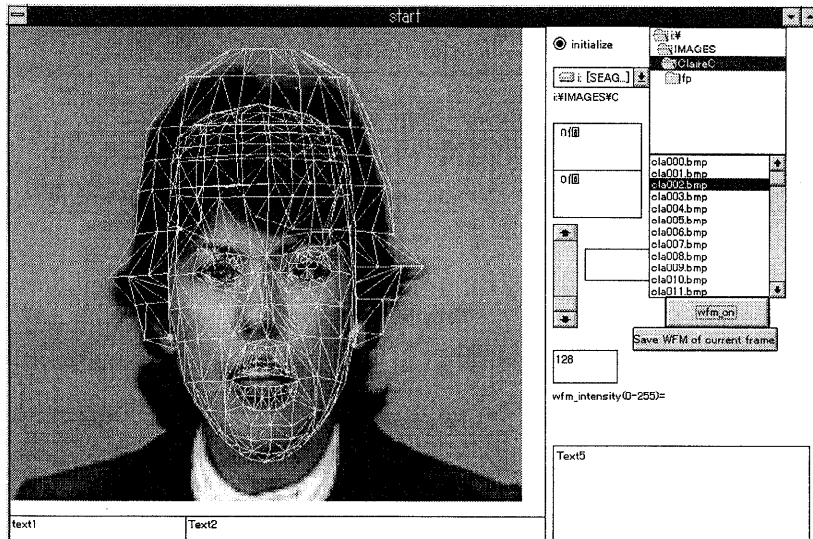 start
initialize
i: [SEAG...]
i:¥IMAGES¥C
i:¥
IMAGES
ClaireC
fp
cla000.bmp
cla001.bmp
cla002.bmp
cla003.bmp
cla004.bmp
cla005.bmp
cla006.bmp
cla007.bmp
cla008.bmp
cla009.bmp
cla010.bmp
cla011.bmp
wfm_on
Save WFM of current frame
128
wfm_intensity(0-255)=
Text5
text1
Text2